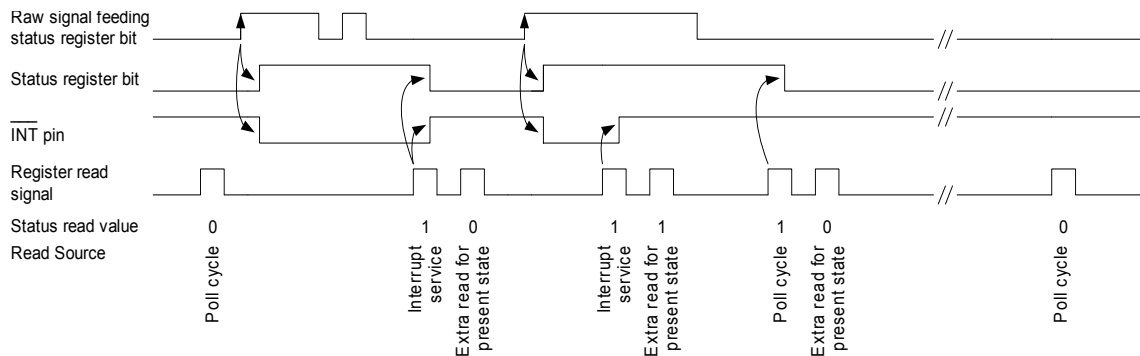 Raw signal feeding
status register bit
Status register bit
INT pin
Register read
signal
Status read value
0
1
0
1
1
1
0
0
Read Source
Poll cycle
Interrupt
service
Extra read for
present state
Interrupt
service
Extra read for
present state
Poll cycle
Extra read for
present state
Poll cycle
//
//
//
//